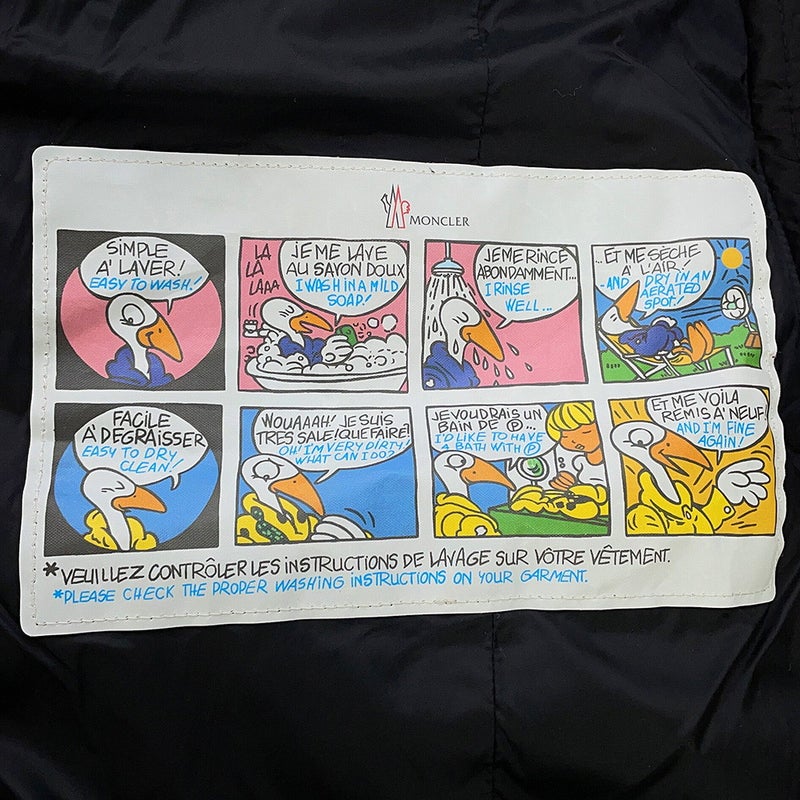 MONCLER
SIMPLE
A' LAVER!
EASY TO WASH!
LA
LÀ
LAAA
JE ME LAVE
AU SAVON DOUX
I WASH IN A MILD
SOAP!
JE ME RINCE
ABONDAMMENT...
I RINSE
WELL...
...ET ME SÈCHE
A' L'AIR!
-AND DRY IN AN
AERATED
SPOT!
FACILE
A' DEGRAISSER
EASY TO DRY
CLEAN!
WOUAAAH! JE SUIS
TRES SALE! QUE FAIRE!
OH! I'M VERY DIRTY!
WHAT CAN I DO?
JE VOUDRAIS UN
BAIN DE Ⓟ...
I'D LIKE TO HAVE
A BATH WITH Ⓟ
ET ME VOILA
REMIS A' NEUF!
AND I'M FINE
AGAIN!
*VEUILLEZ CONTRÔLER LES INSTRUCTIONS DE LAVAGE SUR VÔTRE VÊTEMENT.
*PLEASE CHECK THE PROPER WASHING INSTRUCTIONS ON YOUR GARMENT.